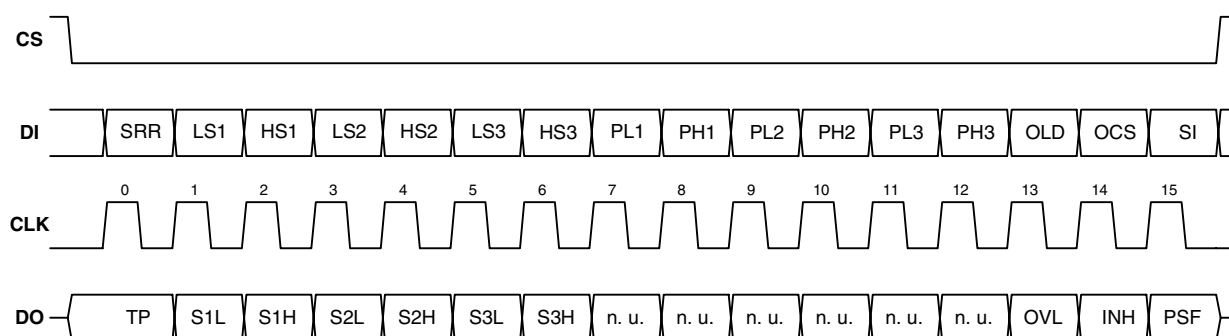 CS
DI SRR LS1 HS1 LS2 HS2 LS3 HS3 PL1 PH1 PL2 PH2 PL3 PH3 OLD OCS SI
0 1 2 3 4 5 6 7 8 9 10 11 12 13 14 15
CLK
DO TP S1L S1H S2L S2H S3L S3H n. u. n. u. n. u. n. u. n. u. n. u. OVL INH PSF